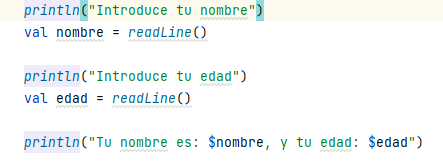 println("Introduce tu nombre")
val nombre = readLine()
println("Introduce tu edad")
val edad = readLine()
println("Tu nombre es: $nombre, y tu edad: $edad")